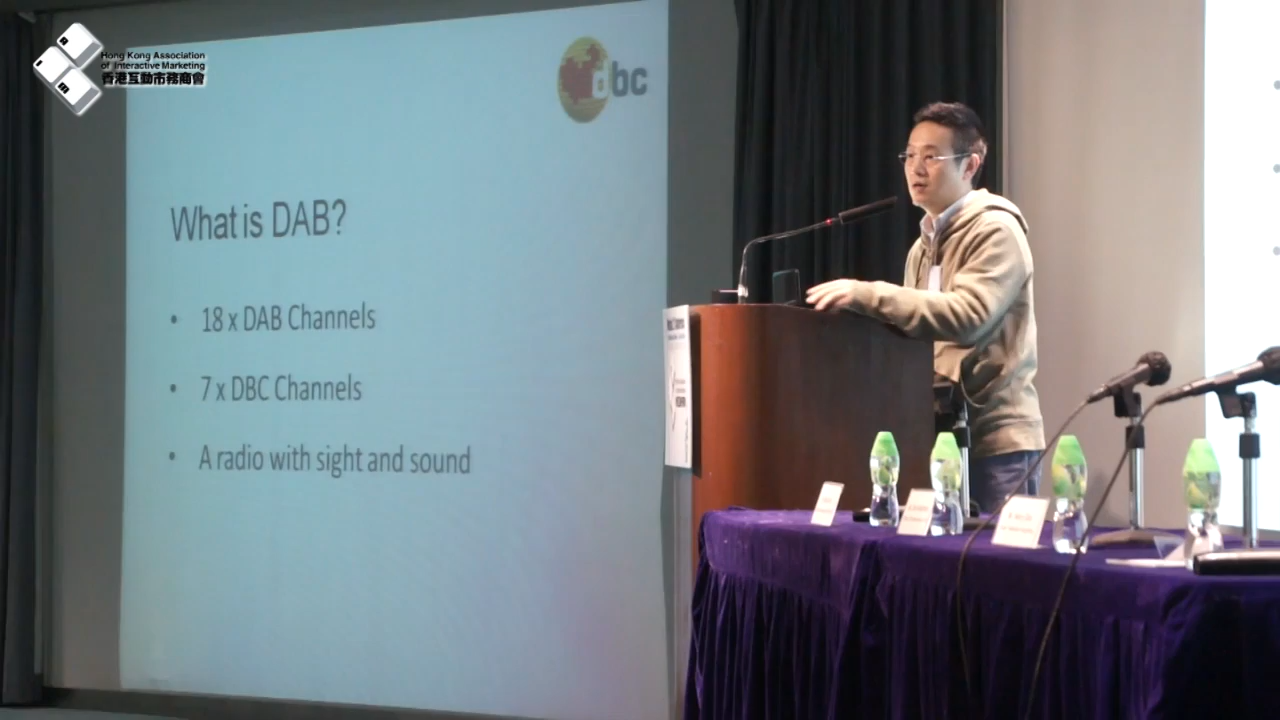 Hong Kong Association
of Interactive Marketing
香港互動市務商會
dbc
What is DAB?
• 18 x DAB Channels
• 7 x DBC Channels
• A radio with sight and sound